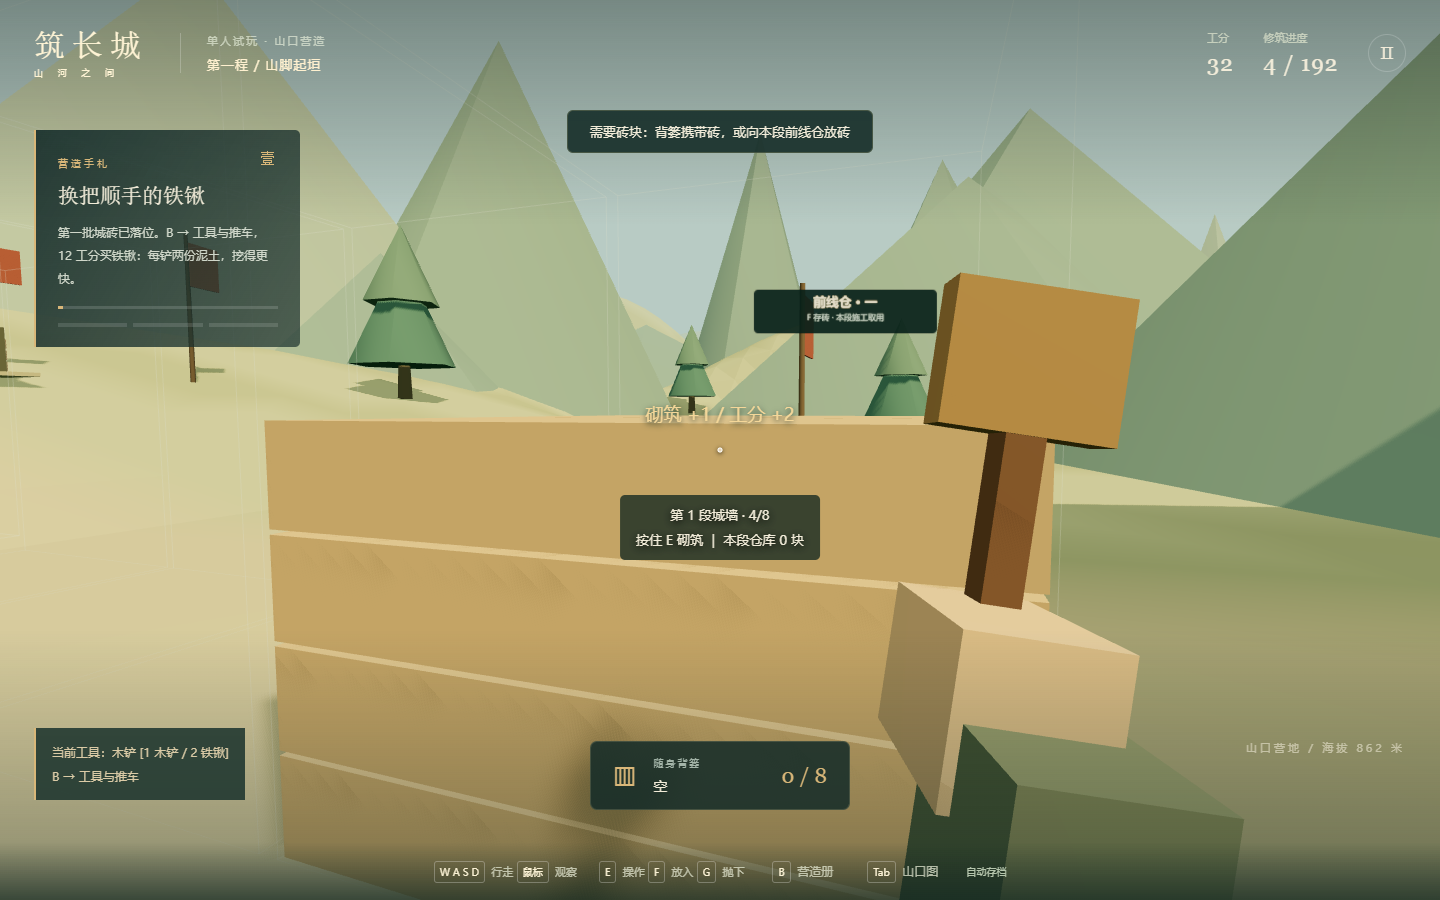 筑长城
山河之间
单人试玩 · 山口营造
第一程 / 山脚起垣
工分
32
修筑进度
4 / 192
II
需要砖块：背篓携带砖，或向本段前线仓放砖
营造手札
壹
换把顺手的铁锹
第一批城砖已落位。B → 工具与推车，
12 工分买铁锹：每铲两份泥土，挖得更
快。
前线仓 · 一
F 存砖 · 本段施工取用
砌筑 +1 / 工分 +2
第 1 段城墙 · 4/8
按住 E 砌筑 | 本段仓库 0 块
当前工具：木铲 [1 木铲 / 2 铁锹]
B → 工具与推车
随身背篓
空
0 / 8
山口营地 / 海拔 862 米
WASD 行走 鼠标 观察 E 操作 F 放入 G 抛下 B 营造册 Tab 山口图 自动存档